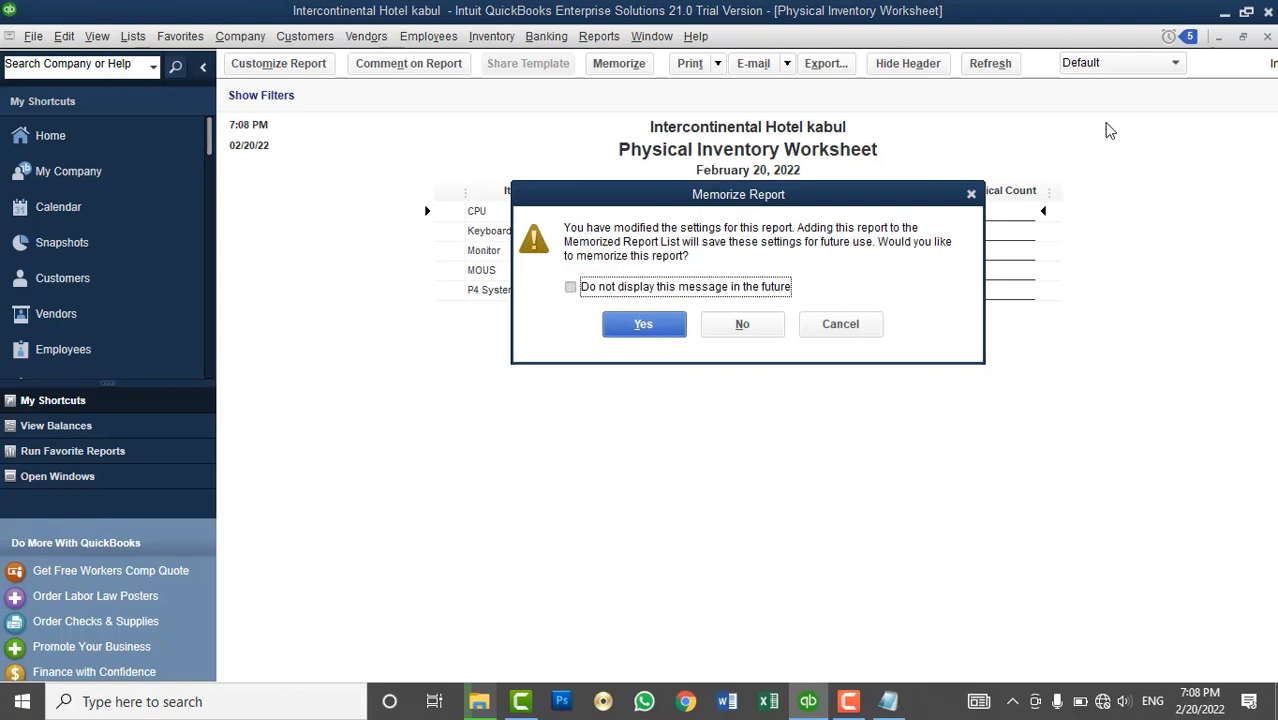 Intercontinental Hotel kabul - Intuit QuickBooks Enterprise Solutions 21.0 Trial Version - [Physical Inventory Worksheet]
File Edit View Lists Favorites Company Customers Vendors Employees Inventory Banking Reports Window Help 5
Search Company or Help
Customize Report Comment on Report Share Template Memorize Print E-mail Export... Hide Header Refresh Default
My Shortcuts
Show Filters
Home
My Company
Calendar
Snapshots
Customers
Vendors
Employees
My Shortcuts
View Balances
Run Favorite Reports
Open Windows
Do More With QuickBooks
Get Free Workers Comp Quote
Order Labor Law Posters
Order Checks & Supplies
Promote Your Business
Finance with Confidence
7:08 PM
02/20/22
Intercontinental Hotel kabul
Physical Inventory Worksheet
February 20, 2022
Count
CPU
Keyboard
Monitor
MOUS
P4
Memorize Report
You have modified the settings for this report. Adding this report to the
Memorized Report List will save these settings for future use. Would you like
to memorize this report?
Do not display this message in the future
Yes No Cancel
Type here to search
ENG
7:08 PM
2/20/2022